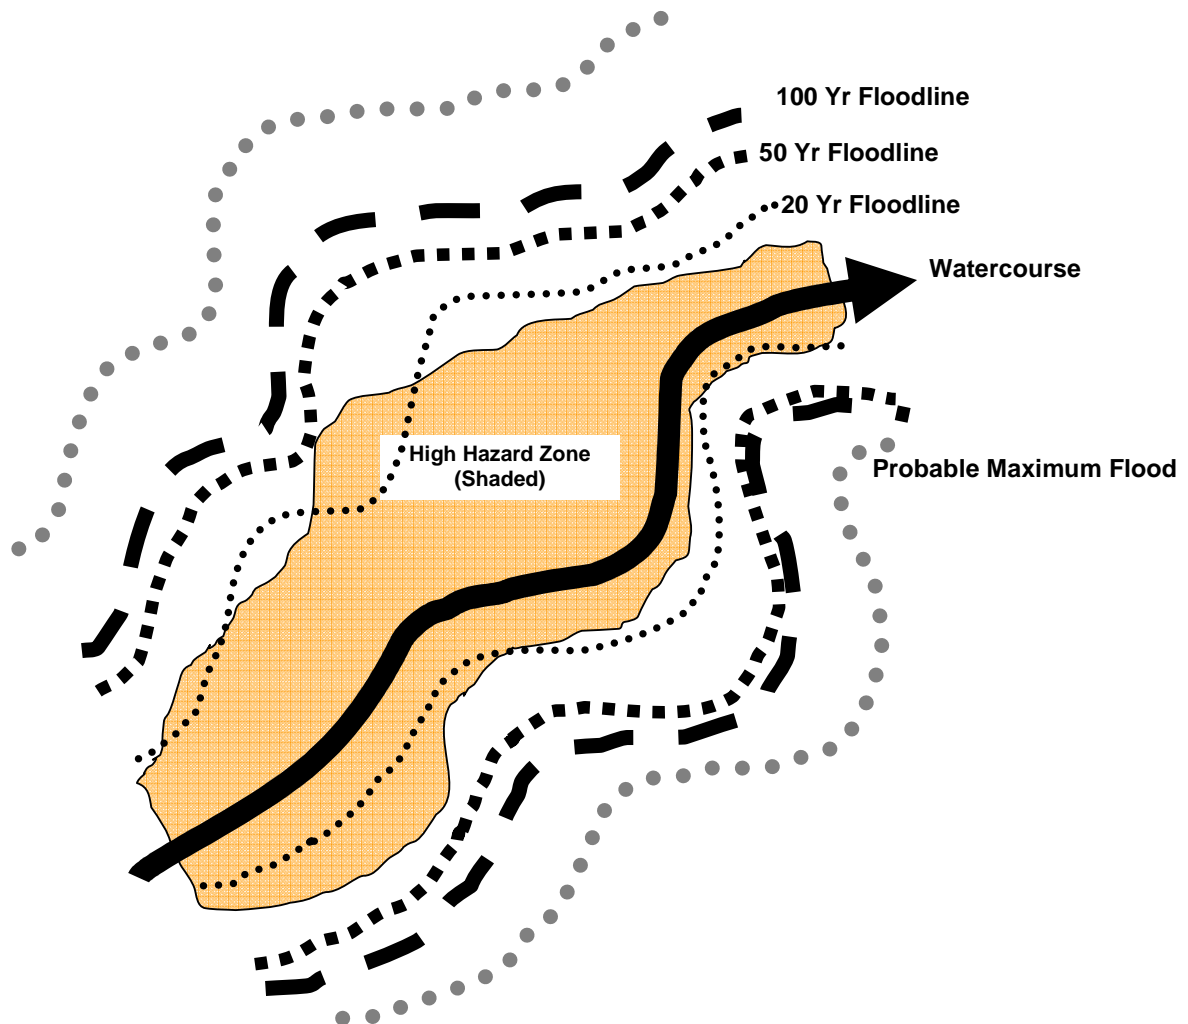 100 Yr Floodline
50 Yr Floodline
20 Yr Floodline
Watercourse
High Hazard Zone
(Shaded)
Probable Maximum Flood